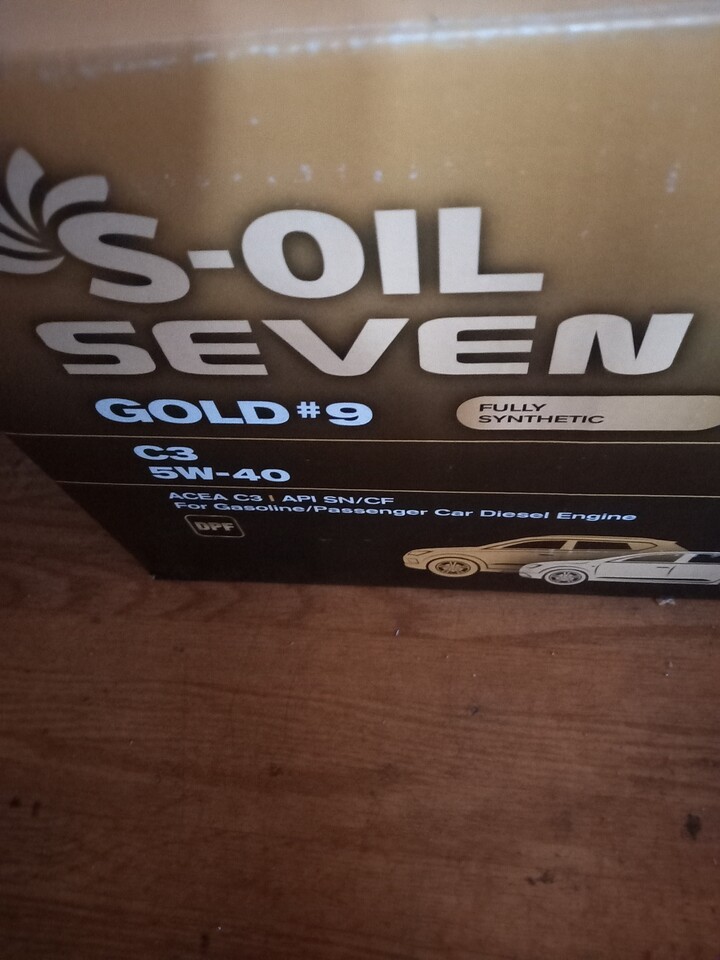 S-OIL
SEVEN
GOLD #9
FULLY
SYNTHETIC
C3
5W-40
ACEA C3 | API SN/CF
For Gasoline/Passenger Car Diesel Engine
DPF